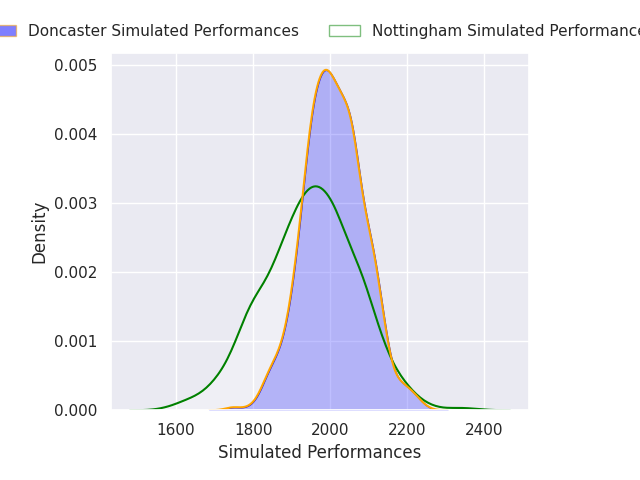 Doncaster Simulated Performances
Nottingham Simulated Performanc
0.005
0.004
0.003
0.002
0.001
0.000
Density
1600 1800 2000 2200 2400
Simulated Performances